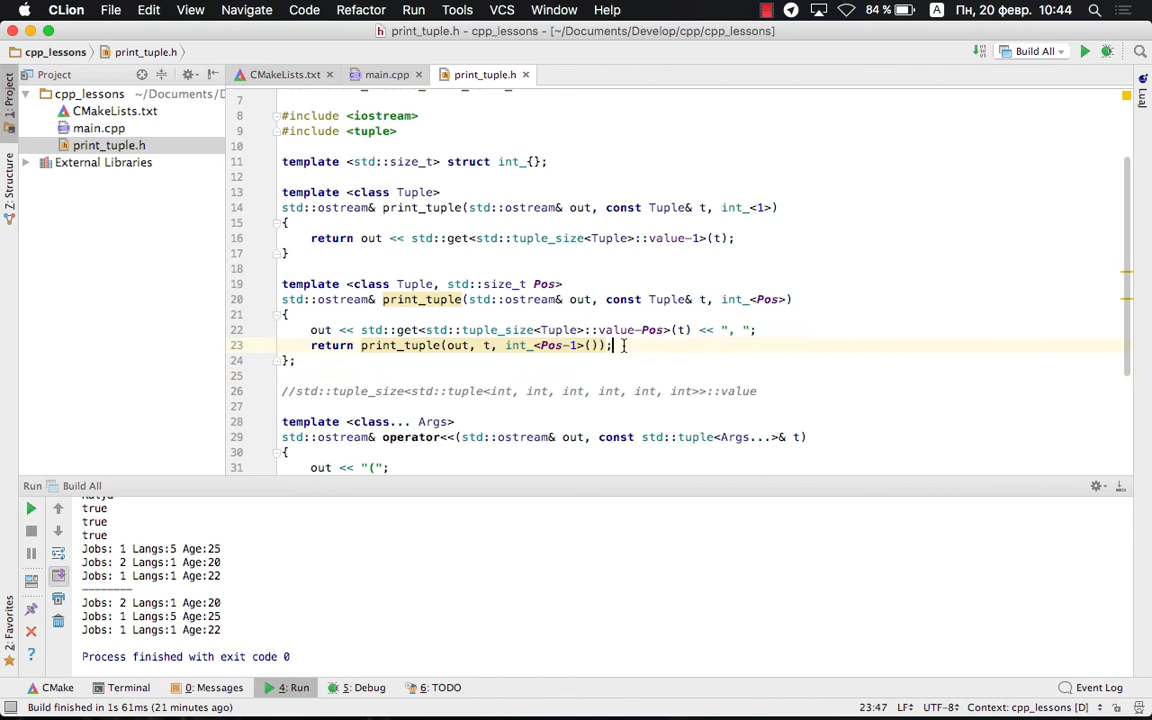 CLion File Edit View Navigate Code Refactor Run Tools VCS Window Help 84 % A Пн, 20 февр. 10:44
print_tuple.h - cpp_lessons - [~/Documents/Develop/cpp/cpp_lessons]
cpp_lessons print_tuple.h Build All
Project CMakeLists.txt main.cpp print_tuple.h
1: Project
Z: Structure
2: Favorites
Lua
cpp_lessons ~/Documents/D
CMakeLists.txt
main.cpp
print_tuple.h
External Libraries
7
8 #include <iostream>
9 #include <tuple>
10
11 template <std::size_t> struct int_{};
12
13 template <class Tuple>
14 std::ostream& print_tuple(std::ostream& out, const Tuple& t, int_<1>)
15 {
16 return out << std::get<std::tuple_size<Tuple>::value-1>(t);
17 }
18
19 template <class Tuple, std::size_t Pos>
20 std::ostream& print_tuple(std::ostream& out, const Tuple& t, int_<Pos>)
21 {
22 out << std::get<std::tuple_size<Tuple>::value-Pos>(t) << ", ";
23 return print_tuple(out, t, int_<Pos-1>());
24 };
25
26 //std::tuple_size<std::tuple<int, int, int, int, int, int>>::value
27
28 template <class... Args>
29 std::ostream& operator<<(std::ostream& out, const std::tuple<Args...>& t)
30 {
31 out << "(";
Run Build All
Katya
true
true
true
Jobs: 1 Langs:5 Age:25
Jobs: 2 Langs:1 Age:20
Jobs: 1 Langs:1 Age:22
--------
Jobs: 2 Langs:1 Age:20
Jobs: 1 Langs:5 Age:25
Jobs: 1 Langs:1 Age:22
Process finished with exit code 0
CMake Terminal 0: Messages 4: Run 5: Debug 6: TODO Event Log
Build finished in 1s 61ms (21 minutes ago) 23:47 LF UTF-8 Context: cpp_lessons [D]